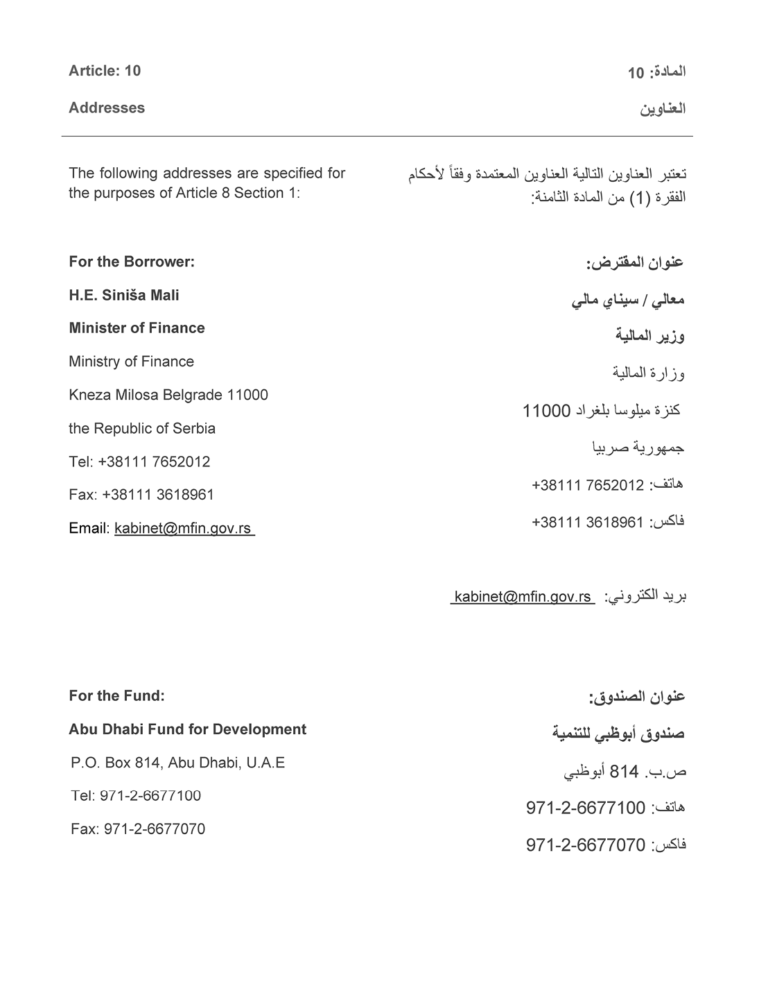 Article: 10
Addresses
المادة: 10
العناوين
The following addresses are specified for
the purposes of Article 8 Section 1:
تعتبر العناوين التالية العناوين المعتمدة وفقاً لأحكام
الفقرة (1) من المادة الثامنة:
For the Borrower:
H.E. Siniša Mali
Minister of Finance
Ministry of Finance
Kneza Milosa Belgrade 11000
the Republic of Serbia
Tel: +38111 7652012
Fax: +38111 3618961
Email: kabinet@mfin.gov.rs
عنوان المقترض:
معالي / سيناي مالي
وزير المالية
وزارة المالية
كنزة ميلوسا بلغراد 11000
جمهورية صربيا
هاتف: 7652012 38111+
فاكس: 3618961 38111+
بريد الكتروني: kabinet@mfin.gov.rs
For the Fund:
Abu Dhabi Fund for Development
P.O. Box 814, Abu Dhabi, U.A.E
Tel: 971-2-6677100
Fax: 971-2-6677070
عنوان الصندوق:
صندوق أبوظبي للتنمية
ص.ب. 814 أبوظبي
هاتف: 971-2-6677100
فاكس: 971-2-6677070